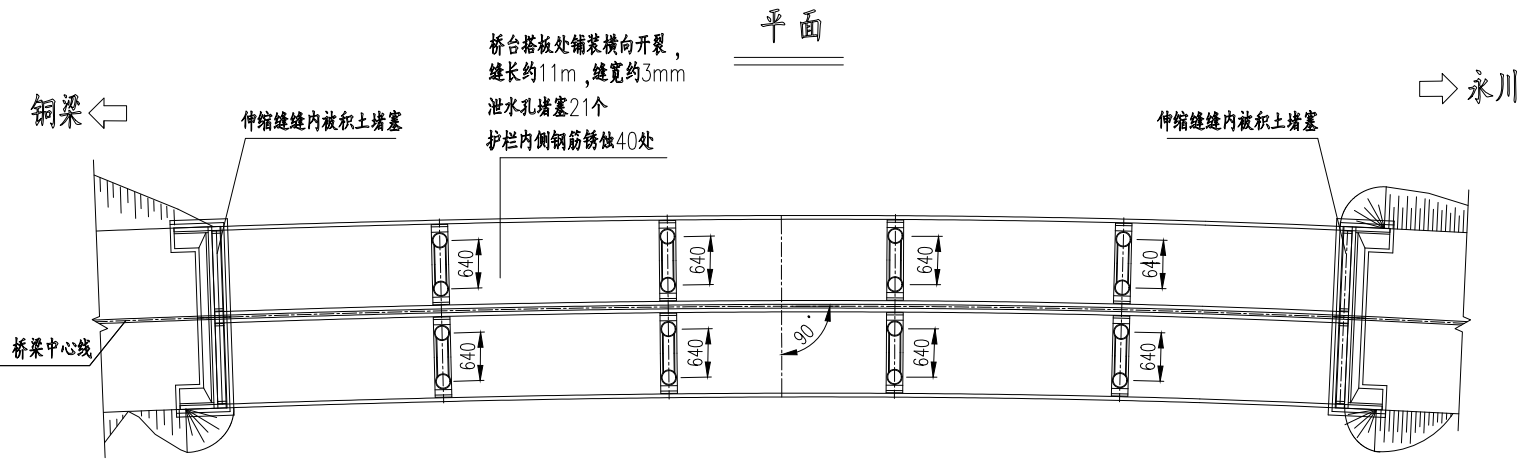 平面
桥台搭板处铺装横向开裂，
缝长约11m，缝宽约3mm
泄水孔堵塞21个
护栏内侧钢筋锈蚀40处
铜梁
永川
伸缩缝缝内被积土堵塞
伸缩缝缝内被积土堵塞
640
640
640
640
桥梁中心线
640
640
90°
640
640